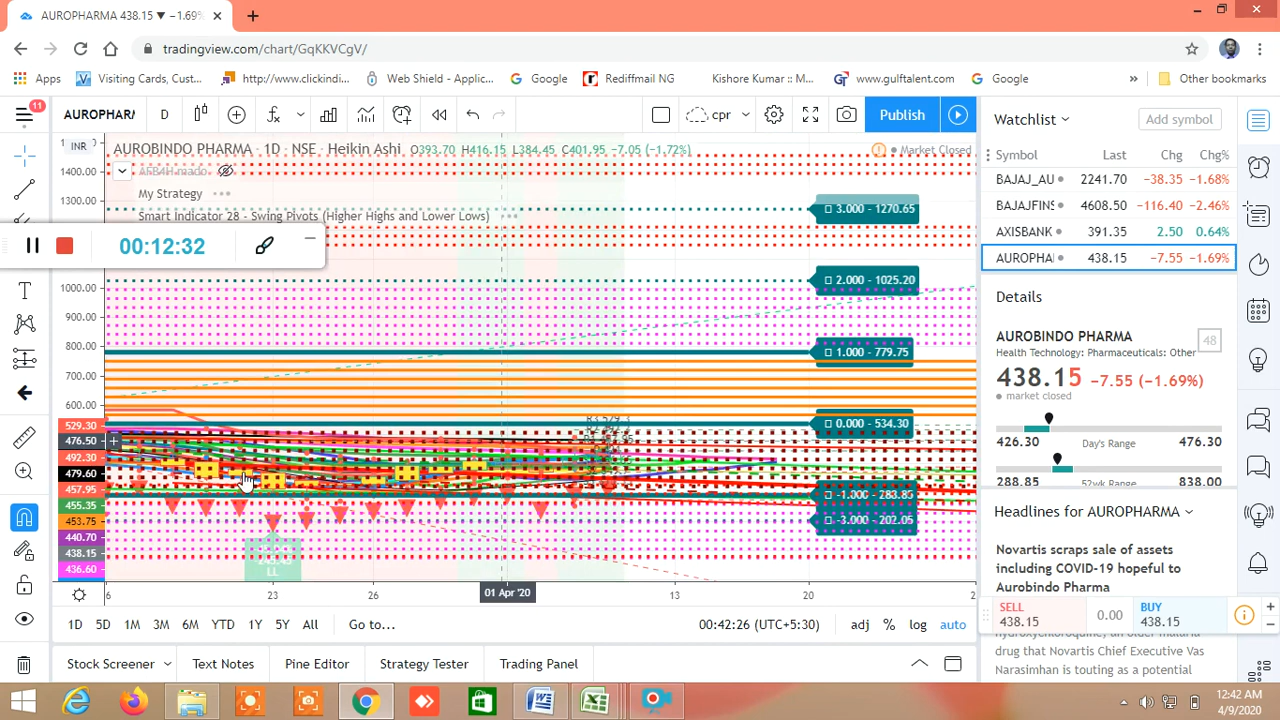 AUROPHARMA 438.15 ▼ −1.69%
tradingview.com/chart/GqKKVCgV/
Apps
Visiting Cards, Cust...
http://www.clickindi...
Web Shield - Applic...
Google
Rediffmail NG
Kishore Kumar :: M...
www.gulftalent.com
Google
»
Other bookmarks
11
AUROPHARM
D
cpr
Publish
INR
AUROBINDO PHARMA · 1D · NSE · Heikin Ashi O393.70 H416.15 L384.45 C401.95 −7.05 (−1.72%)
Market Closed
AFB4H mado
My Strategy
Smart Indicator 28 - Swing Pivots (Higher Highs and Lower Lows)
00:12:32
1400.00
1300.00
1000.00
900.00
800.00
700.00
600.00
529.30
476.50
492.30
479.60
457.95
455.35
453.75
440.70
438.15
436.60
3.000 - 1270.65
2.000 - 1025.20
1.000 - 779.75
0.000 - 534.30
-1.000 - 283.85
-3.000 - 202.05
LL
6
23
26
01 Apr '20
13
20
2
1D 5D 1M 3M 6M YTD 1Y 5Y All Go to...
00:42:26 (UTC+5:30) adj % log auto
Stock Screener
Text Notes
Pine Editor
Strategy Tester
Trading Panel
Watchlist
Add symbol
Symbol Last Chg Chg%
BAJAJ_AU 2241.70 −38.35 −1.68%
BAJAJFINS 4608.50 −116.40 −2.46%
AXISBANK 391.35 2.50 0.64%
AUROPHA 438.15 −7.55 −1.69%
Details
AUROBINDO PHARMA
48
Health Technology: Pharmaceuticals: Other
438.15 −7.55 (−1.69%)
market closed
426.30 Day's Range 476.30
288.85 52wk Range 838.00
Headlines for AUROPHARMA
Novartis scraps sale of assets
including COVID-19 hopeful to
Aurobindo Pharma
SELL
438.15
0.00
BUY
438.15
hydroxychloroquine, an older malaria
drug that Novartis Chief Executive Vas
Narasimhan is touting as a potential
12:42 AM
4/9/2020